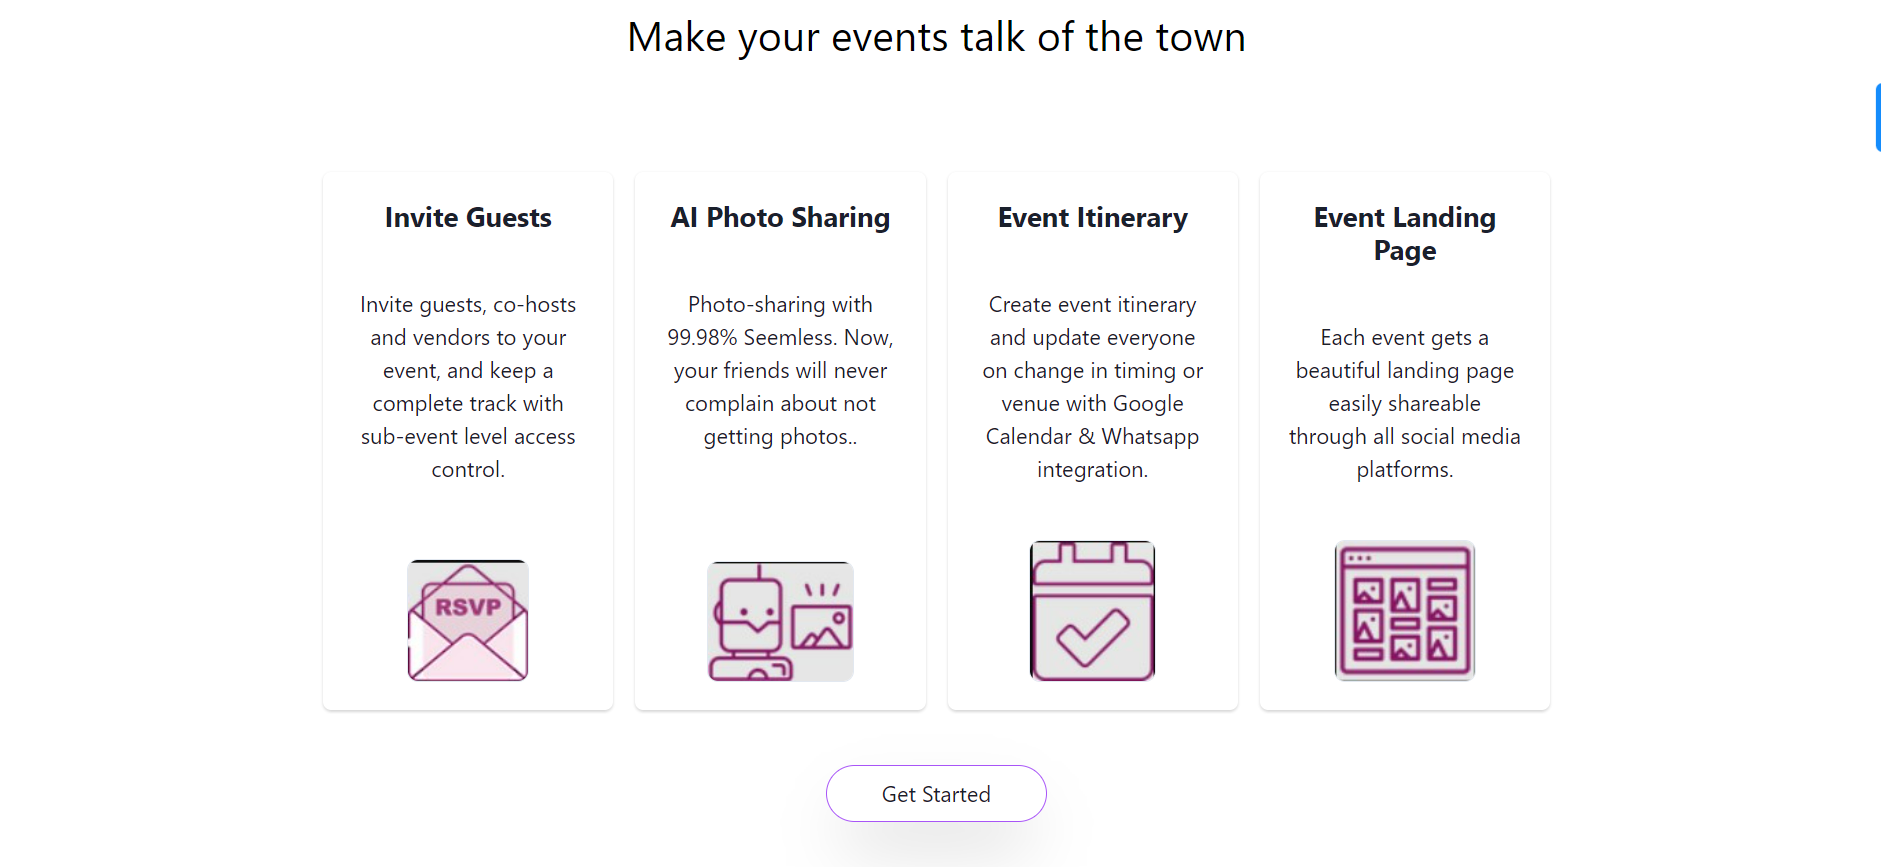 Make your events talk of the town
Invite Guests
Invite guests, co-hosts
and vendors to your
event, and keep a
complete track with
sub-event level access
control.
RSVP
AI Photo Sharing
Photo-sharing with
99.98% Seemless. Now,
your friends will never
complain about not
getting photos..
Event Itinerary
Create event itinerary
and update everyone
on change in timing or
venue with Google
Calendar & Whatsapp
integration.
Event Landing
Page
Each event gets a
beautiful landing page
easily shareable
through all social media
platforms.
Get Started